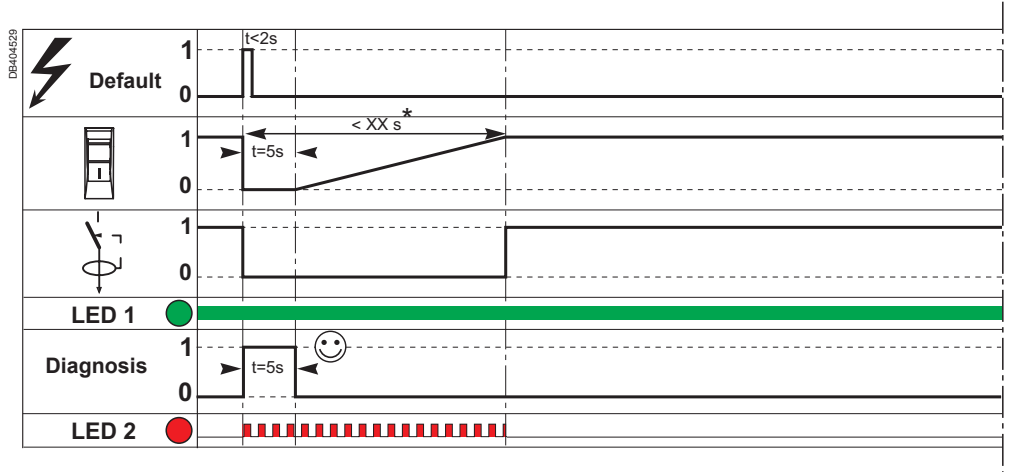 DB404529
t<2s
1
Default
0
< XX s*
1
t=5s
0
1
0
LED 1
1
Diagnosis
t=5s
0
LED 2